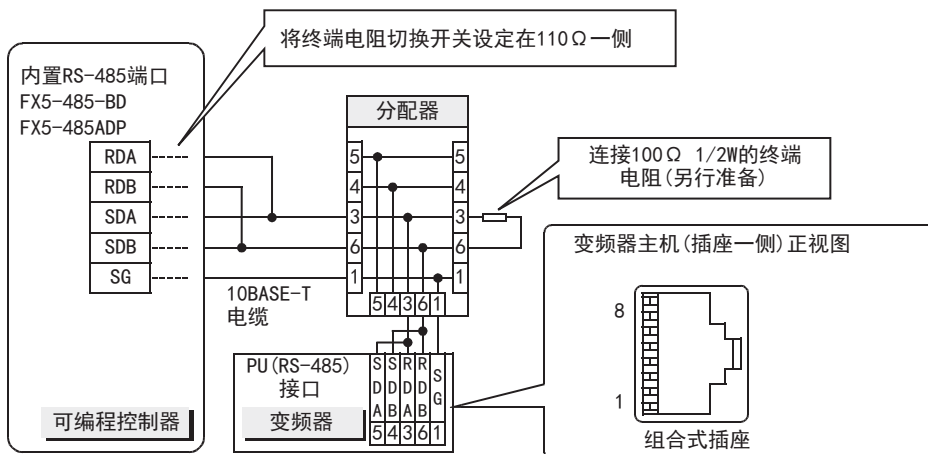 将终端电阻切换开关设定在110Ω一侧
内置RS-485端口
FX5-485-BD
FX5-485ADP
RDA
RDB
SDA
SDB
SG
可编程控制器
10BASE-T
电缆
分配器
5 5
4 4
3 3
6 6
1 1
5 4 3 6 1
连接100Ω 1/2W的终端
电阻(另行准备)
PU(RS-485)
接口
变频器
SDA SDB RDA RDB SG
5 4 3 6 1
变频器主机(插座一侧)正视图
8
1
组合式插座